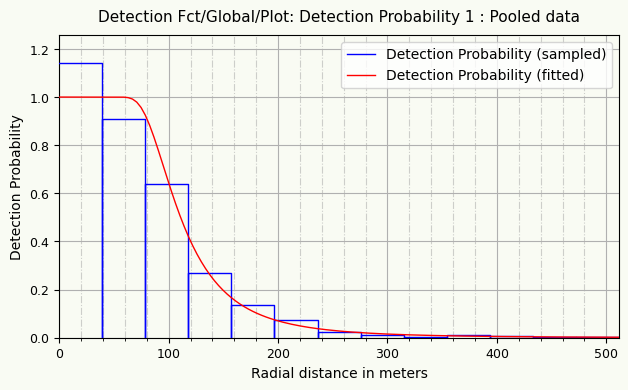 Detection Fct/Global/Plot: Detection Probability 1 : Pooled data
Detection Probability (sampled)
Detection Probability (fitted)
Detection Probability
1.2
1.0
0.8
0.6
0.4
0.2
0.0
0 100 200 300 400 500
Radial distance in meters